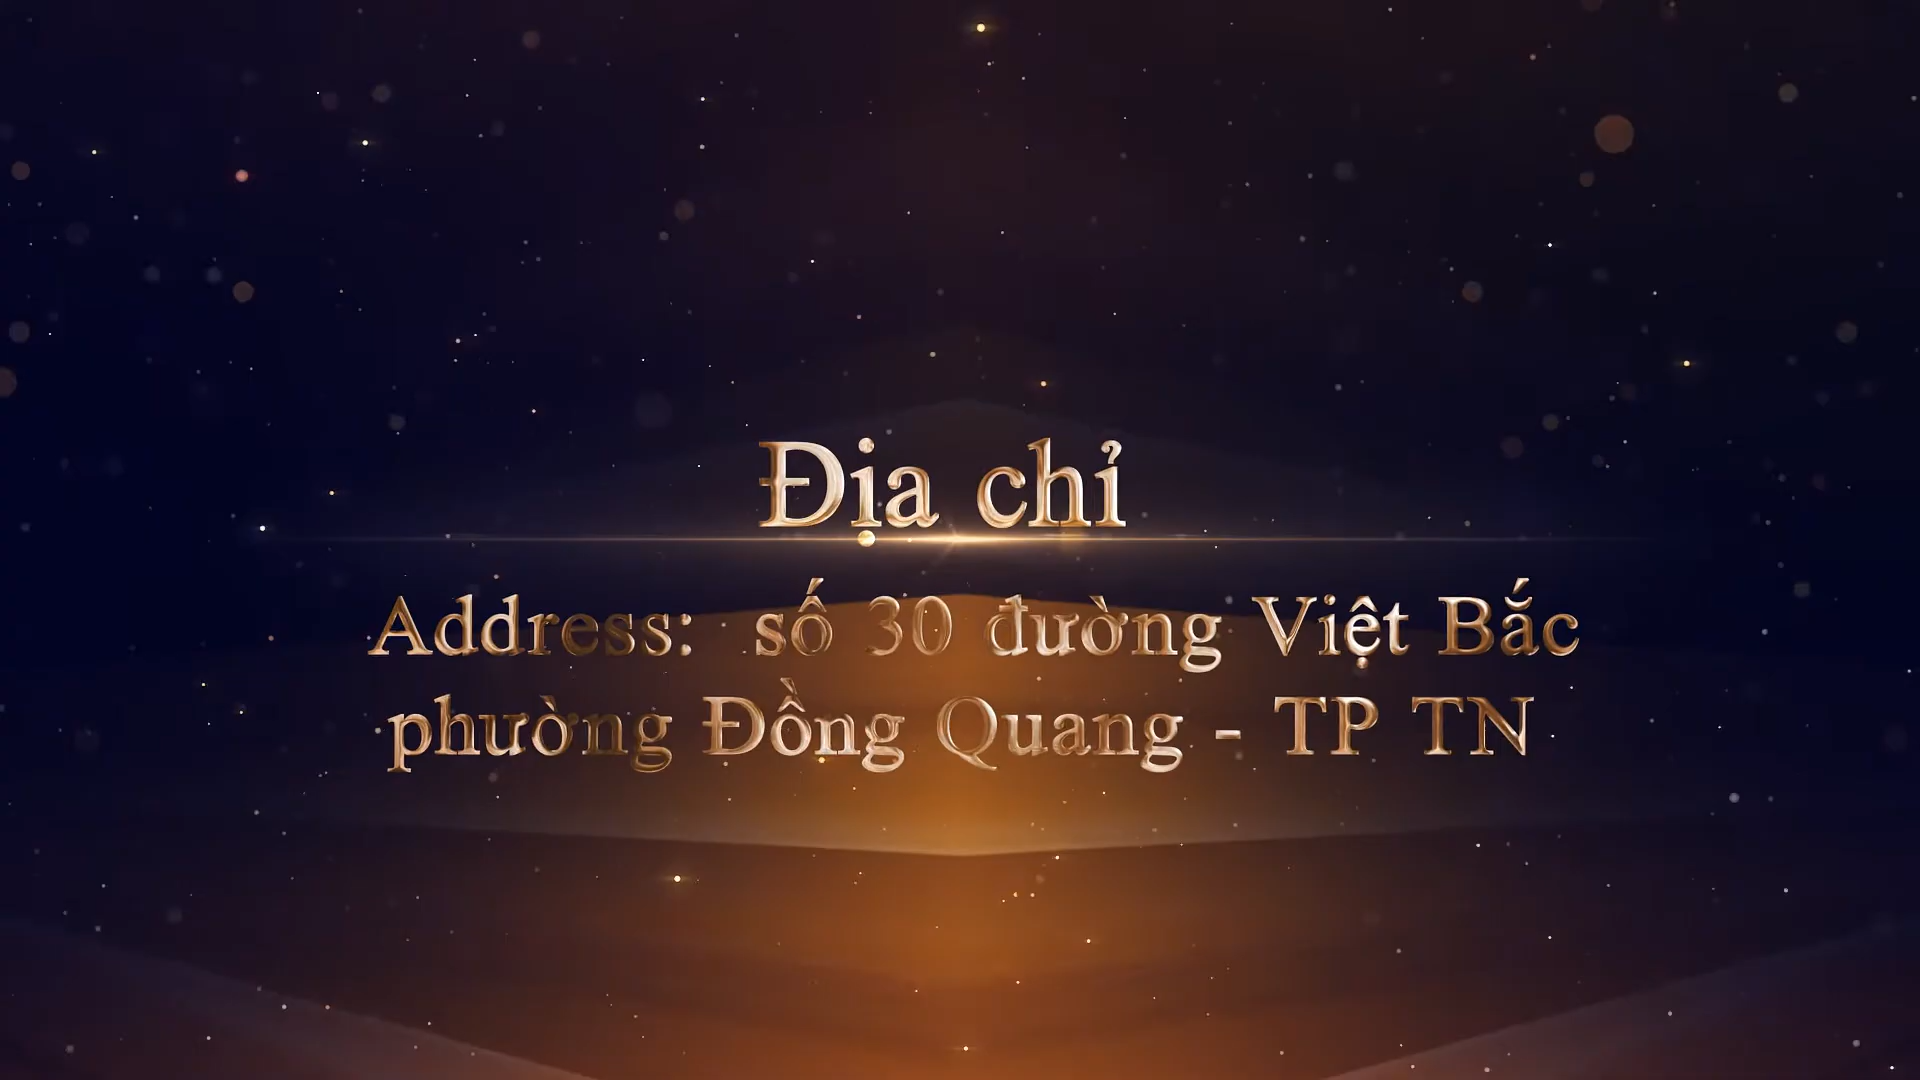 Địa chỉ
Address: số 30 đường Việt Bắc
phường Đồng Quang - TP TN